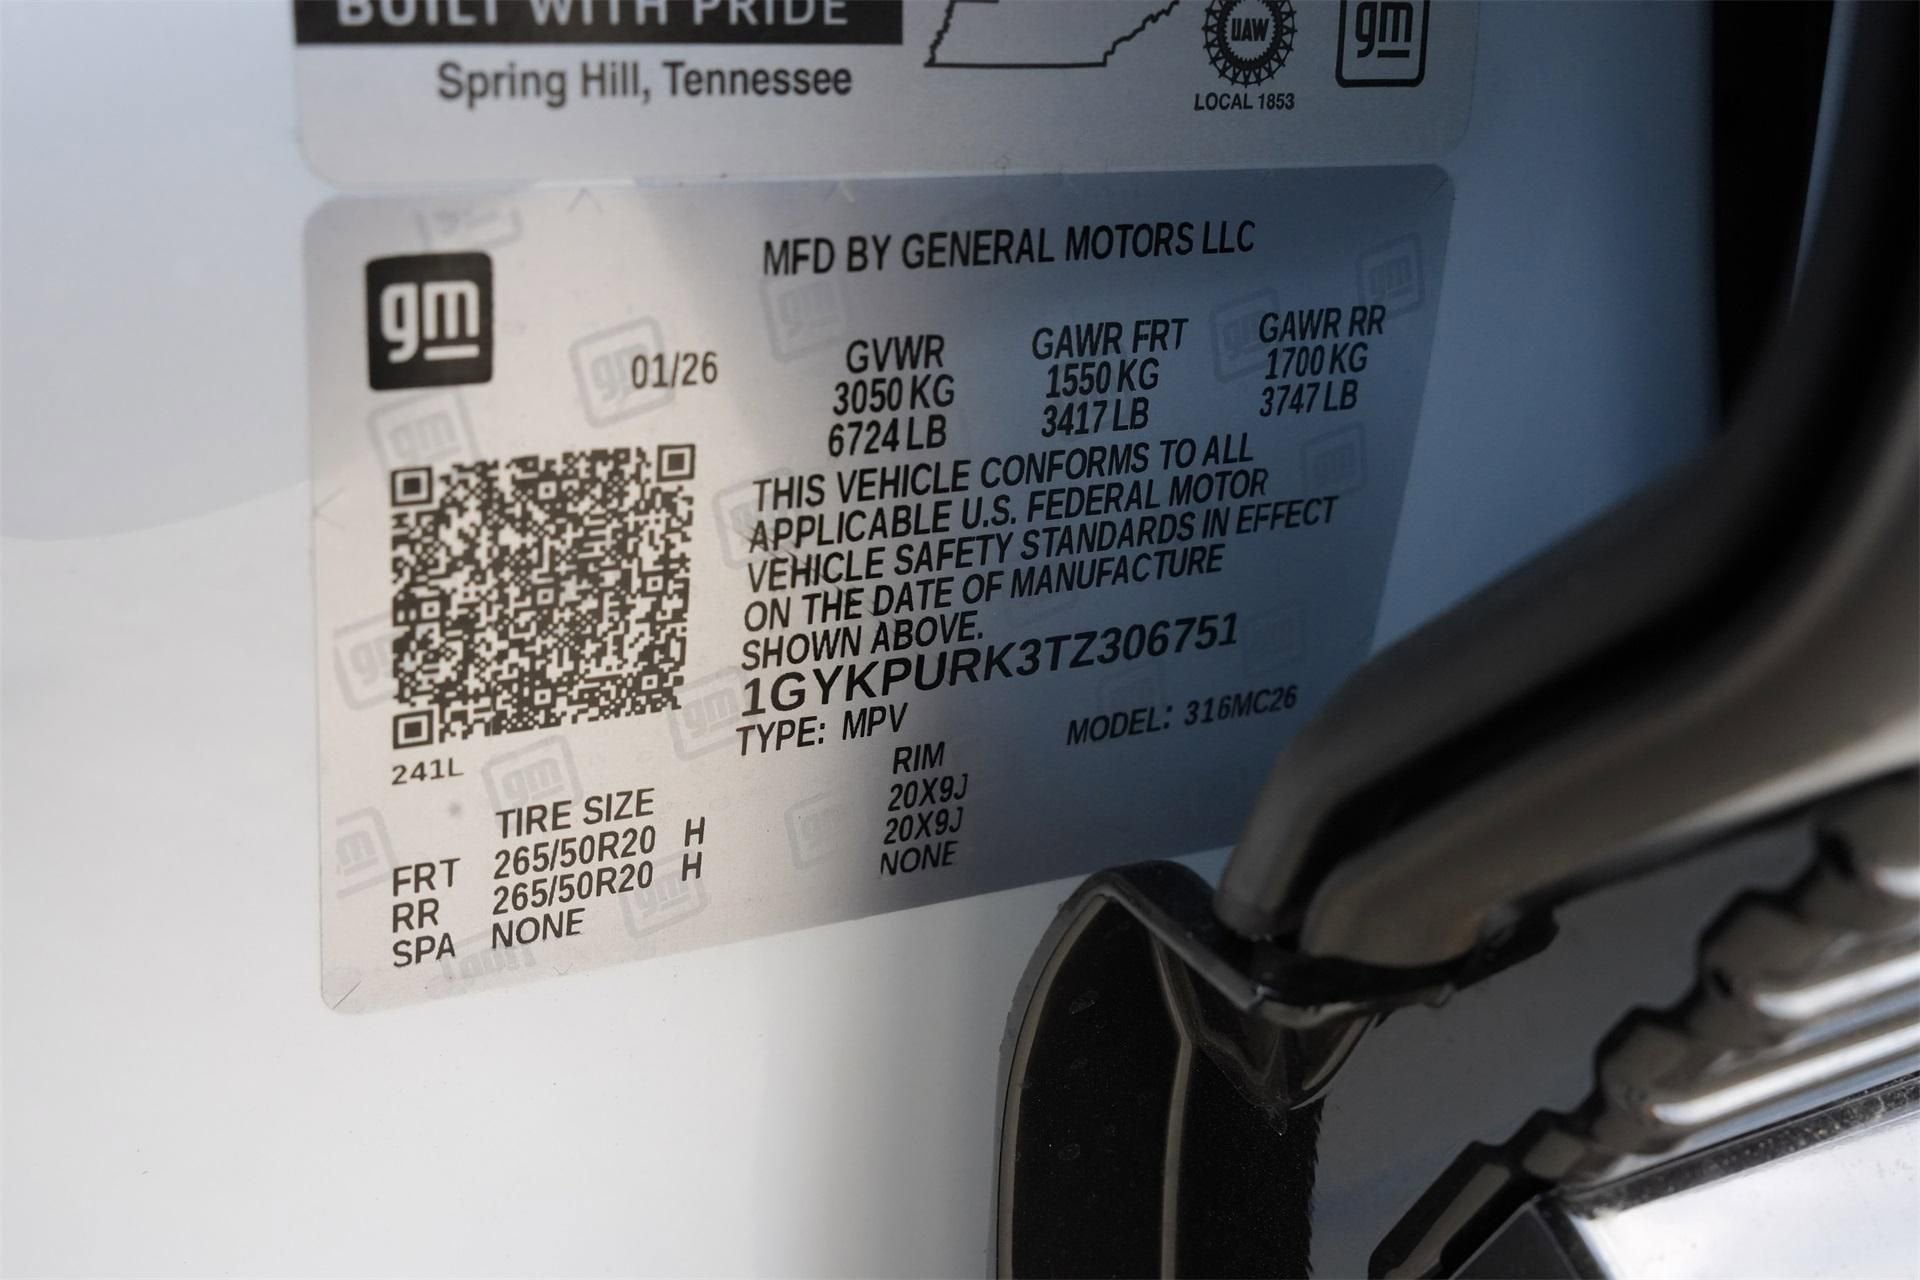 BUILT WITH PRIDE
Spring Hill, Tennessee
UAW
LOCAL 1853
gm
MFD BY GENERAL MOTORS LLC
gm
01/26
GVWR GAWR FRT GAWR RR
3050 KG 1550 KG 1700 KG
6724 LB 3417 LB 3747 LB
THIS VEHICLE CONFORMS TO ALL
APPLICABLE U.S. FEDERAL MOTOR
VEHICLE SAFETY STANDARDS IN EFFECT
ON THE DATE OF MANUFACTURE
SHOWN ABOVE.
1GYKPURK3TZ306751
TYPE: MPV MODEL: 316MC26
241L
TIRE SIZE RIM
FRT 265/50R20 H 20X9J
RR 265/50R20 H 20X9J
SPA NONE NONE